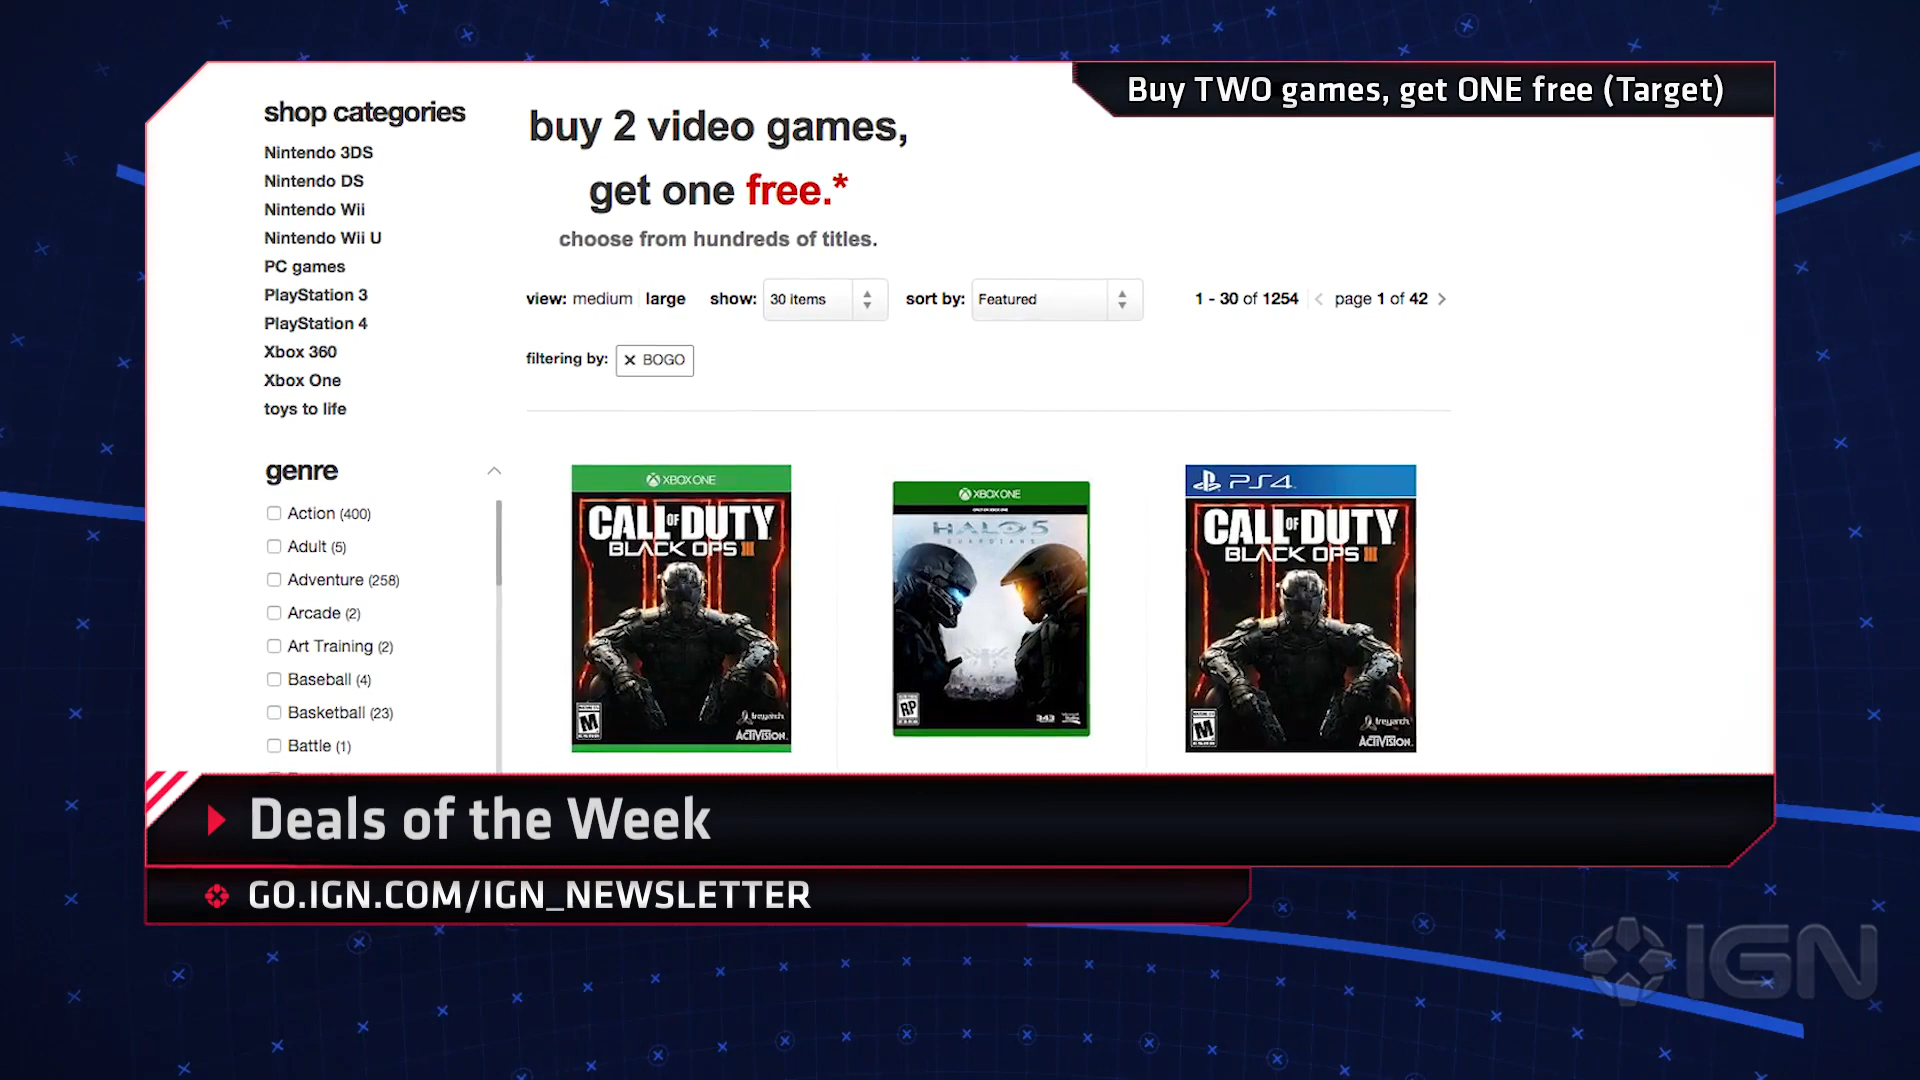 Buy TWO games, get ONE free (Target)
shop categories
Nintendo 3DS
Nintendo DS
Nintendo Wii
Nintendo Wii U
PC games
PlayStation 3
PlayStation 4
Xbox 360
Xbox One
toys to life
genre
Action (400)
Adult (5)
Adventure (258)
Arcade (2)
Art Training (2)
Baseball (4)
Basketball (23)
Battle (1)
buy 2 video games,
get one free.*
choose from hundreds of titles.
view: medium large show: 30 items sort by: Featured 1 - 30 of 1254 < page 1 of 42 >
filtering by: × BOGO
XBOX ONE
CALL OF DUTY
BLACK OPS III
M
treyarch
ACTIVISION
XBOX ONE
HALO 5
GUARDIANS
RP
343
PS4
CALL OF DUTY
BLACK OPS III
M
treyarch
ACTIVISION
Deals of the Week
GO.IGN.COM/IGN_NEWSLETTER
IGN